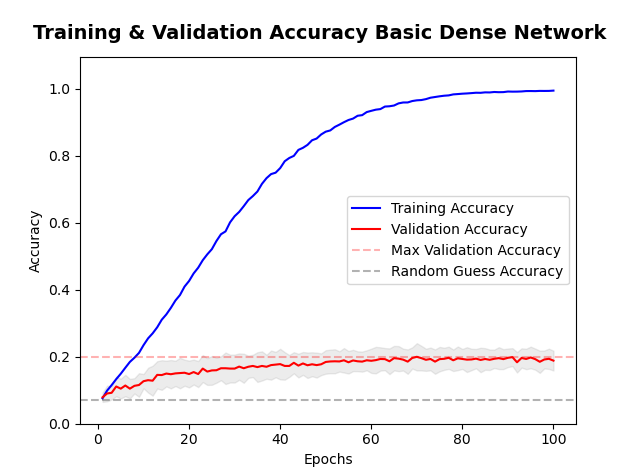 Training & Validation Accuracy Basic Dense Network
1.0
0.8
0.6
0.4
0.2
0.0
Accuracy
Training Accuracy
Validation Accuracy
Max Validation Accuracy
Random Guess Accuracy
0 20 40 60 80 100
Epochs